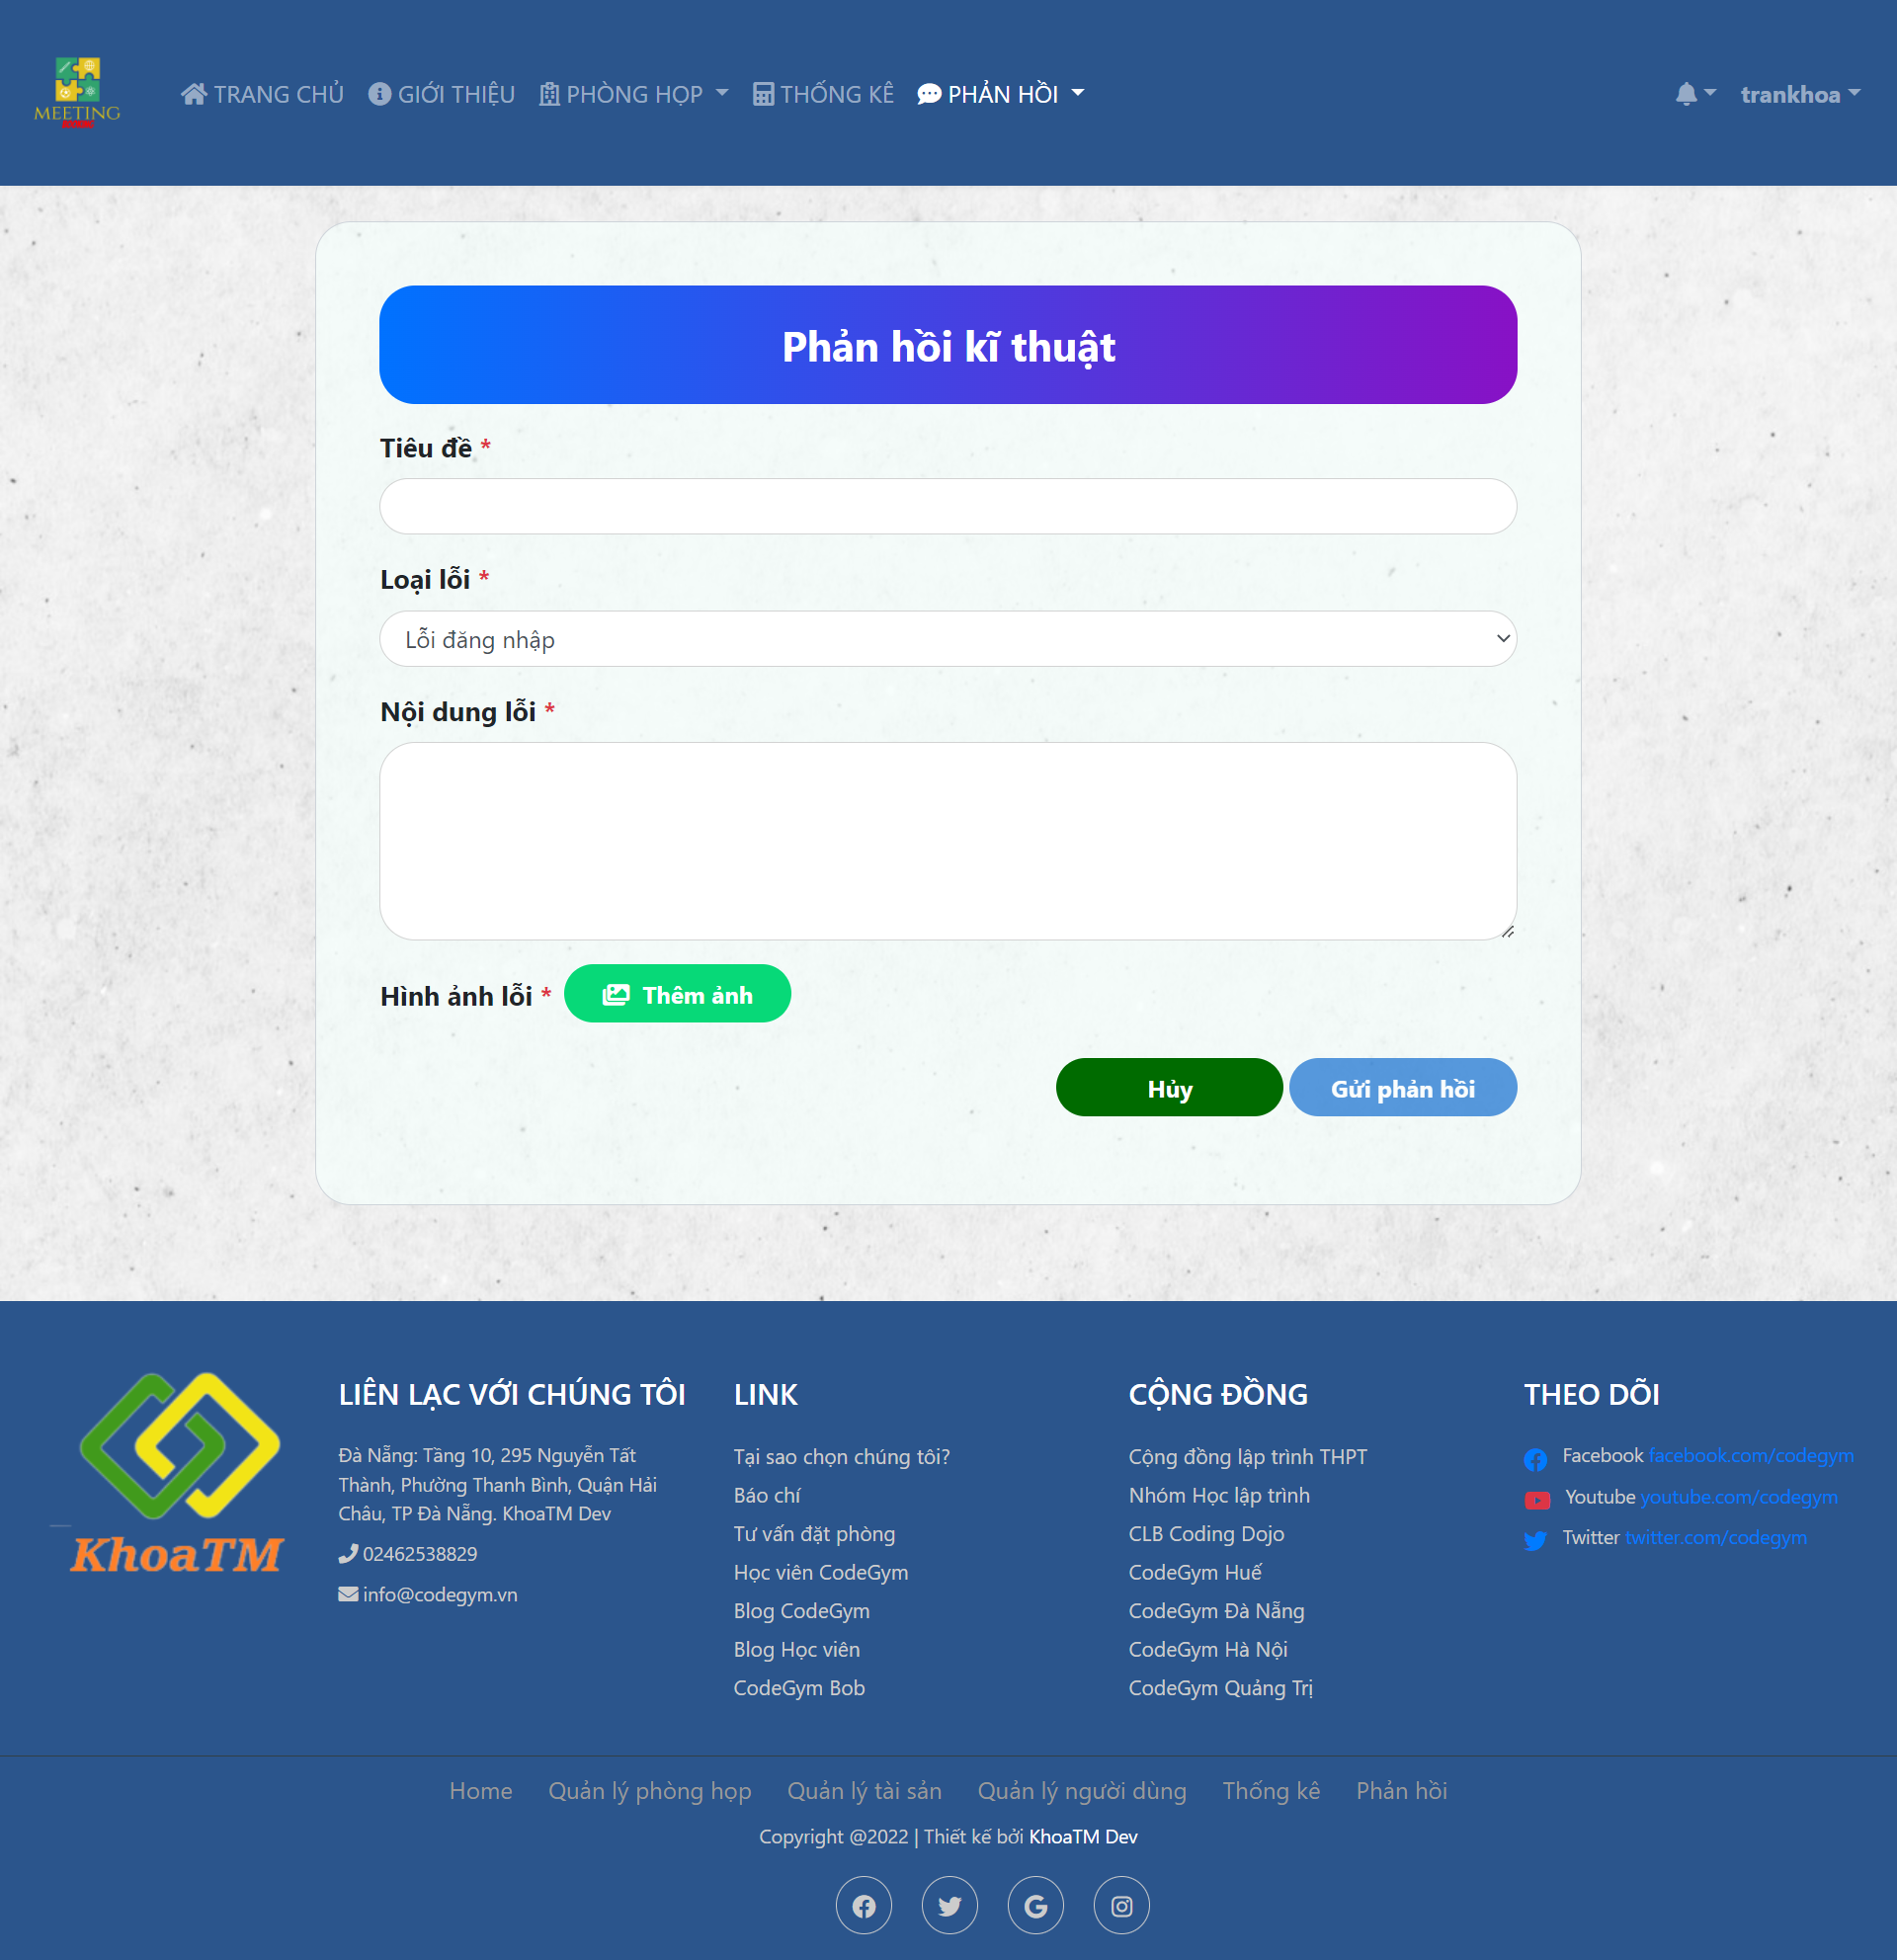 MEETING
TRANG CHỦ
GIỚI THIỆU
PHÒNG HỌP
THỐNG KÊ
PHẢN HỒI
trankhoa
Phản hồi kĩ thuật
Tiêu đề *
Loại lỗi *
Lỗi đăng nhập
Nội dung lỗi *
Hình ảnh lỗi *
Thêm ảnh
Hủy
Gửi phản hồi
KhoaTM
LIÊN LẠC VỚI CHÚNG TÔI
Đà Nẵng: Tầng 10, 295 Nguyễn Tất
Thành, Phường Thanh Bình, Quận Hải
Châu, TP Đà Nẵng. KhoaTM Dev
02462538829
info@codegym.vn
LINK
Tại sao chọn chúng tôi?
Báo chí
Tư vấn đặt phòng
Học viên CodeGym
Blog CodeGym
Blog Học viên
CodeGym Bob
CỘNG ĐỒNG
Cộng đồng lập trình THPT
Nhóm Học lập trình
CLB Coding Dojo
CodeGym Huế
CodeGym Đà Nẵng
CodeGym Hà Nội
CodeGym Quảng Trị
THEO DÕI
Facebook facebook.com/codegym
Youtube youtube.com/codegym
Twitter twitter.com/codegym
Home
Quản lý phòng họp
Quản lý tài sản
Quản lý người dùng
Thống kê
Phản hồi
Copyright @2022 | Thiết kế bởi KhoaTM Dev